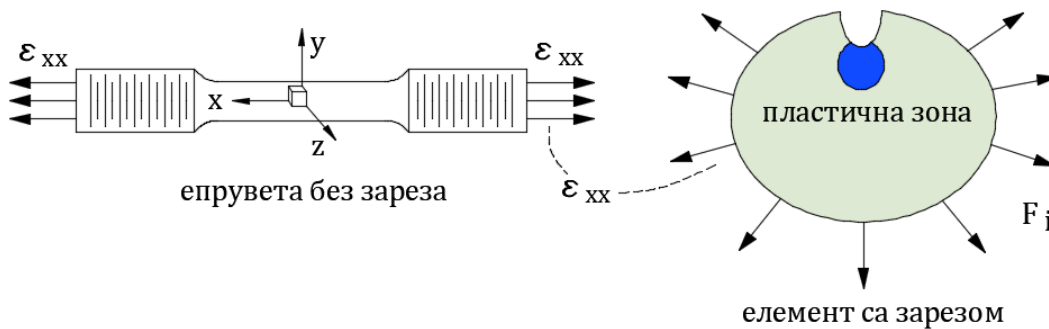 ε xx
ε xx
y
x
z
пластична зона
епрувета без зареза
ε xx
F i
елемент са зарезом